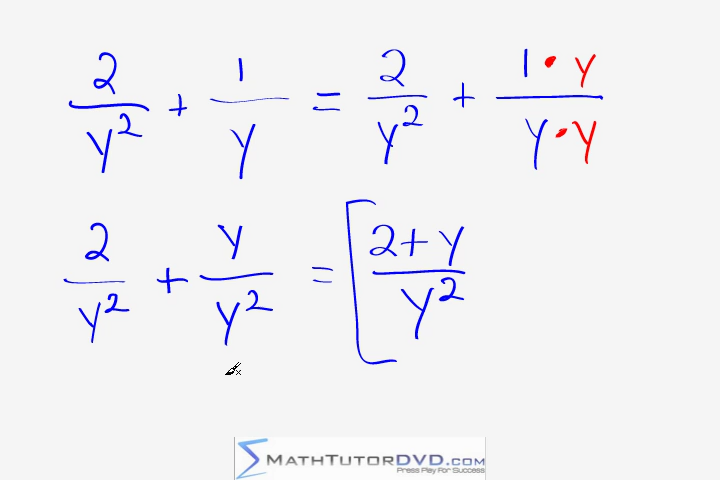 2/y² + 1/y = 2/y² + 1·y/y·y
2/y² + y/y² = [2+y/y²
MATHTUTORDVD.COM
Press Play For Success